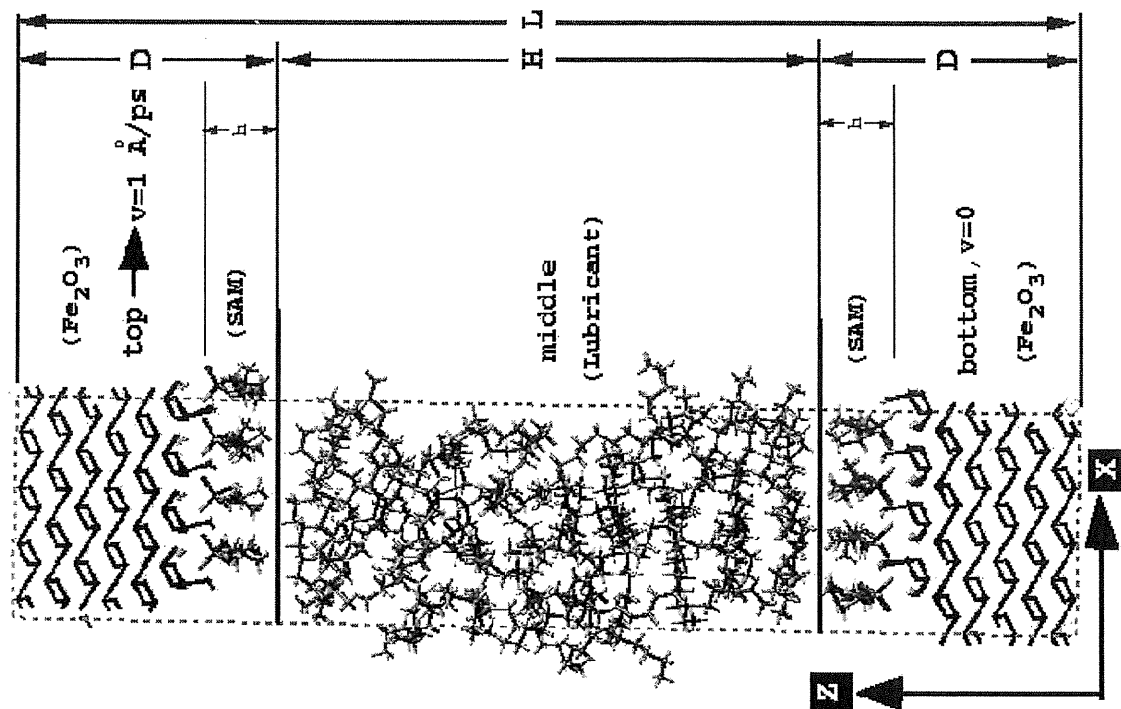 L
D
H
D
(Fe₂O₃)
top → v=1 Å/ps
h
(SAM)
middle
(Lubricant)
h
(SAM)
bottom, v=0
(Fe₂O₃)
Z
X